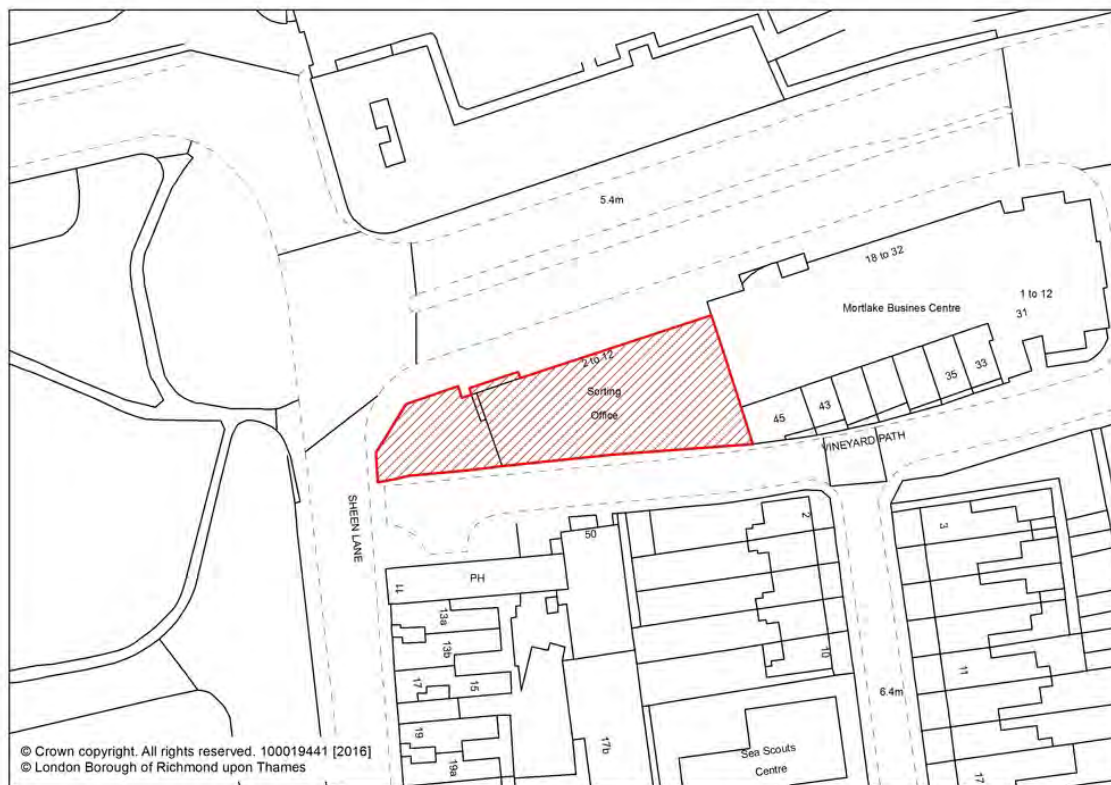 5.4m
18 to 32
1 to 12
Mortlake Busines Centre
31
2 to 12
Sorting
Office
35
33
45
43
VINEYARD PATH
SHEEN LANE
50
2
3
PH
11
13a
13b
17
15
10
11
6.4m
19
19a
17b
Sea Scouts
Centre
17
© Crown copyright. All rights reserved. 100019441 [2016]
© London Borough of Richmond upon Thames